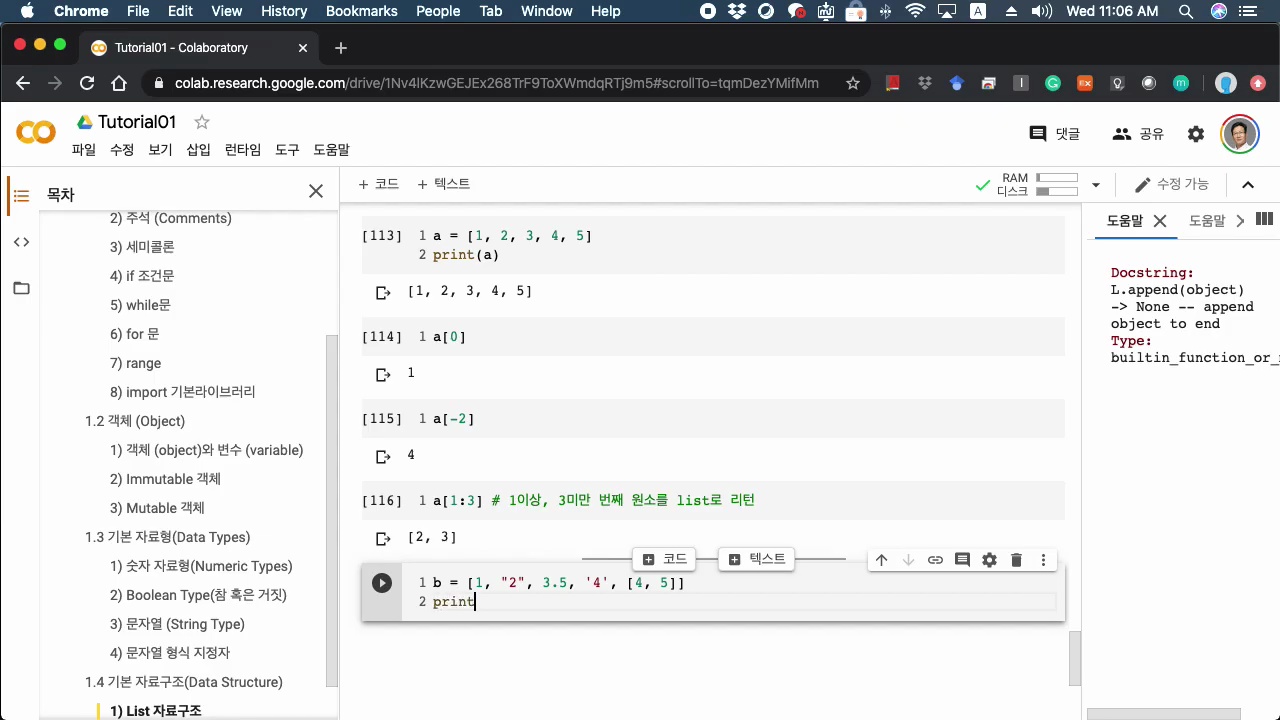 Chrome File Edit View History Bookmarks People Tab Window Help
A
Wed 11:06 AM
Tutorial01 - Colaboratory
colab.research.google.com/drive/1Nv4lKzwGEJEx268TrF9ToXWmdqRTj9m5#scrollTo=tqmDezYMifMm
Tutorial01
파일 수정 보기 삽입 런타임 도구 도움말
댓글 공유
목차
+ 코드 + 텍스트
RAM
디스크
수정 가능
2) 주석 (Comments)
3) 세미콜론
4) if 조건문
5) while문
6) for 문
7) range
8) import 기본라이브러리
1.2 객체 (Object)
1) 객체 (object)와 변수 (variable)
2) Immutable 객체
3) Mutable 객체
1.3 기본 자료형(Data Types)
1) 숫자 자료형(Numeric Types)
2) Boolean Type(참 혹은 거짓)
3) 문자열 (String Type)
4) 문자열 형식 지정자
1.4 기본 자료구조(Data Structure)
1) List 자료구조
[113] 1 a = [1, 2, 3, 4, 5]
2 print(a)
[1, 2, 3, 4, 5]
[114] 1 a[0]
1
[115] 1 a[-2]
4
[116] 1 a[1:3] # 1이상, 3미만 번째 원소를 list로 리턴
[2, 3]
코드 텍스트
1 b = [1, "2", 3.5, '4', [4, 5]]
2 print
도움말 도움말
Docstring:
L.append(object)
-> None -- append
object to end
Type:
builtin_function_or_